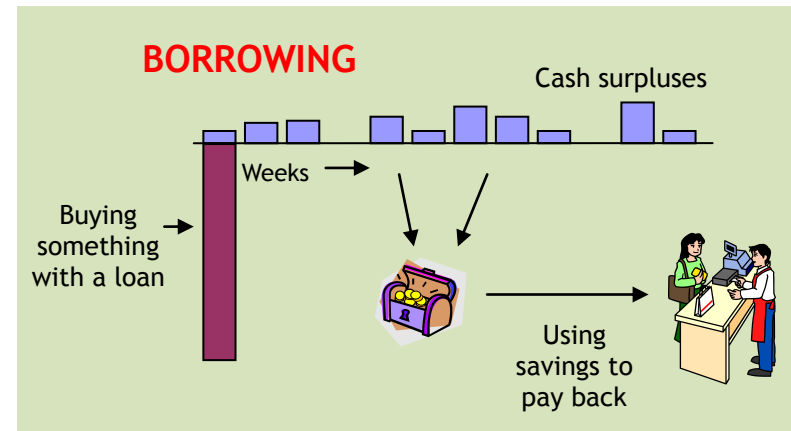 BORROWING
Cash surpluses
Weeks
Buying
something
with a loan
Using
savings to
pay back